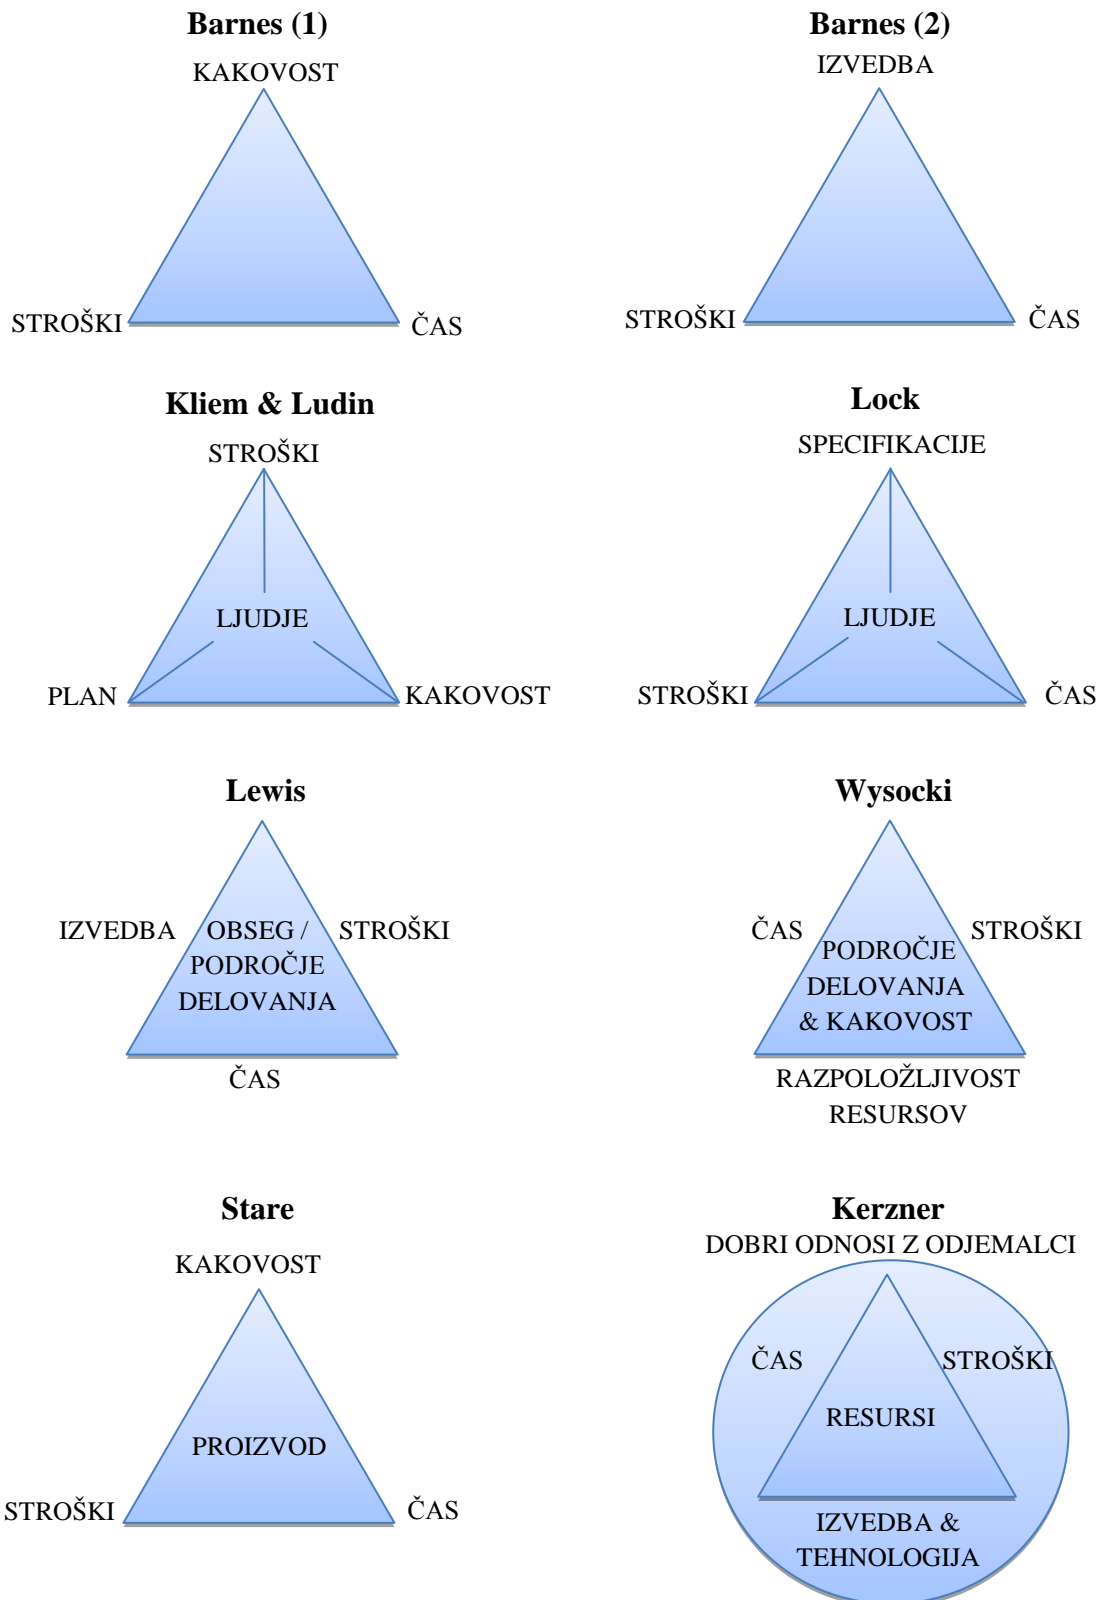 Barnes (1)
KAKOVOST
STROŠKI
ČAS
Barnes (2)
IZVEDBA
STROŠKI
ČAS
Kliem & Ludin
STROŠKI
LJUDJE
PLAN
KAKOVOST
Lock
SPECIFIKACIJE
LJUDJE
STROŠKI
ČAS
Lewis
IZVEDBA
OBSEG /
PODROČJE
DELOVANJA
STROŠKI
ČAS
Wysocki
ČAS
PODROČJE
DELOVANJA
& KAKOVOST
STROŠKI
RAZPOLOŽLJIVOST
RESURSOV
Stare
KAKOVOST
PROIZVOD
STROŠKI
ČAS
Kerzner
DOBRI ODNOSI Z ODJEMALCI
ČAS
STROŠKI
RESURSI
IZVEDBA &
TEHNOLOGIJA